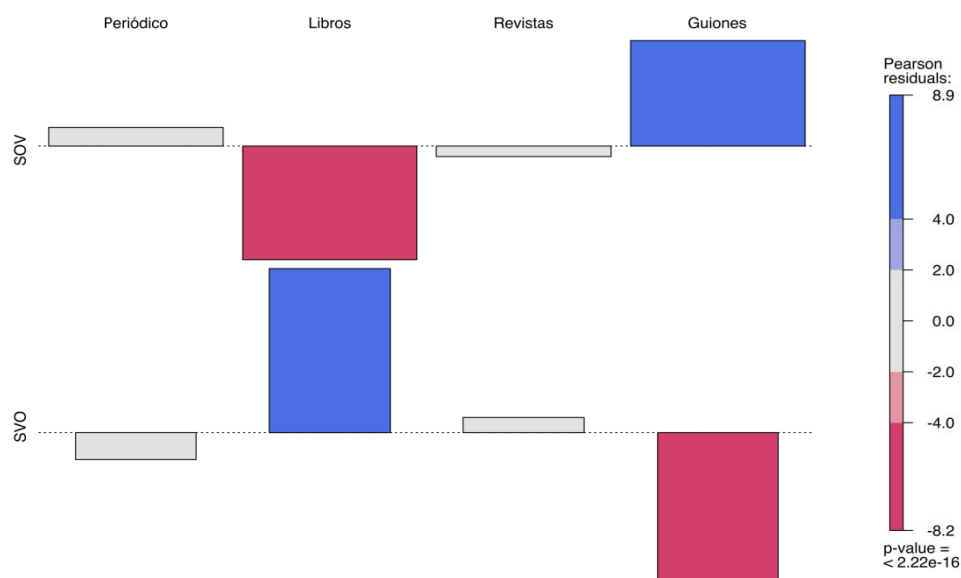 Periódico Libros Revistas Guiones
SOV
SVO
Pearson
residuals:
8.9
4.0
2.0
0.0
-2.0
-4.0
-8.2
p-value =
< 2.22e-16